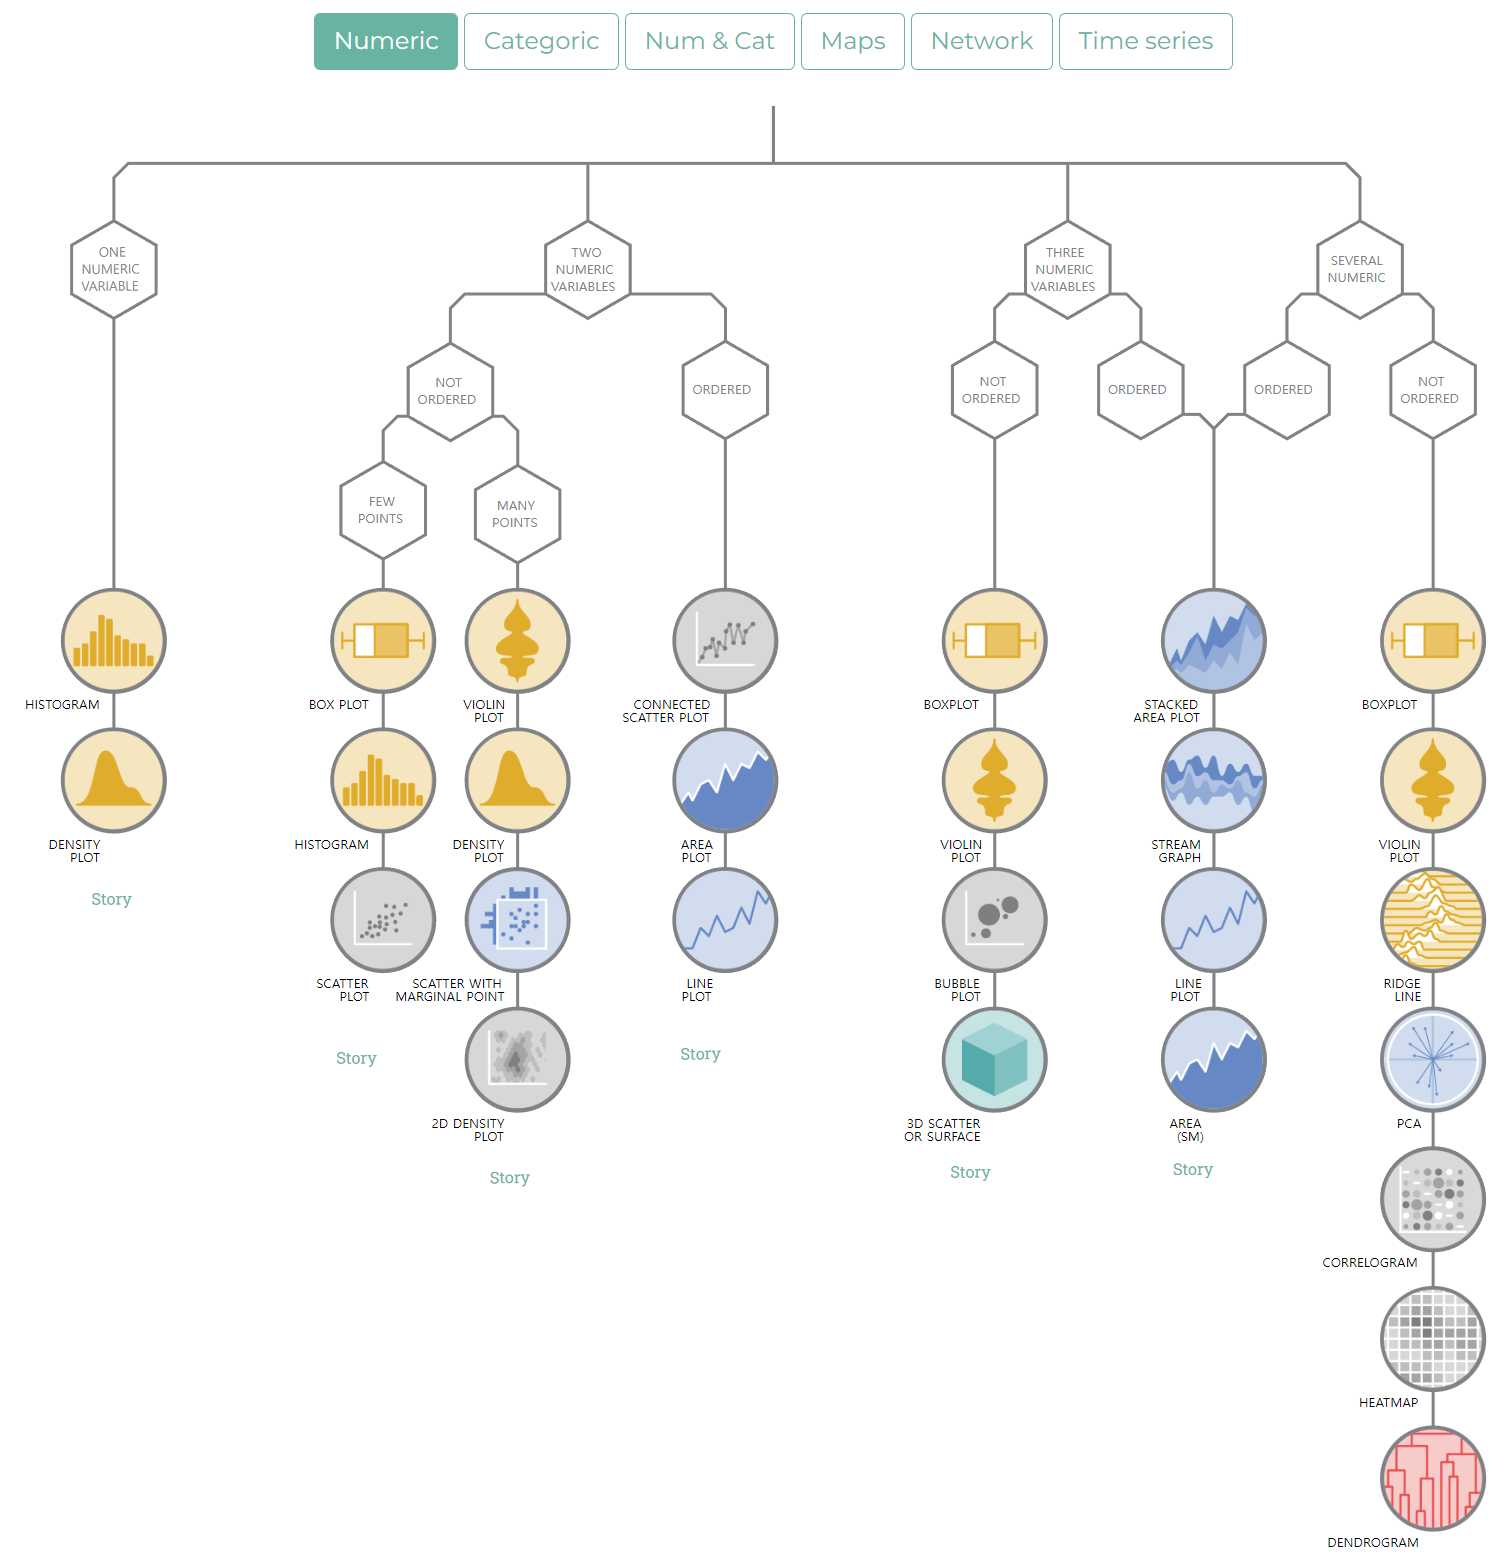 Numeric
Categoric
Num & Cat
Maps
Network
Time series
ONE
NUMERIC
VARIABLE
TWO
NUMERIC
VARIABLES
THREE
NUMERIC
VARIABLES
SEVERAL
NUMERIC
NOT
ORDERED
ORDERED
NOT
ORDERED
ORDERED
ORDERED
NOT
ORDERED
FEW
POINTS
MANY
POINTS
HISTOGRAM
BOX PLOT
VIOLIN
PLOT
CONNECTED
SCATTER PLOT
BOXPLOT
STACKED
AREA PLOT
BOXPLOT
DENSITY
PLOT
HISTOGRAM
DENSITY
PLOT
AREA
PLOT
VIOLIN
PLOT
STREAM
GRAPH
VIOLIN
PLOT
Story
SCATTER
PLOT
SCATTER WITH
MARGINAL POINT
LINE
PLOT
BUBBLE
PLOT
LINE
PLOT
RIDGE
LINE
Story
Story
2D DENSITY
PLOT
3D SCATTER
OR SURFACE
AREA
(SM)
PCA
Story
Story
Story
CORRELOGRAM
HEATMAP
DENDROGRAM